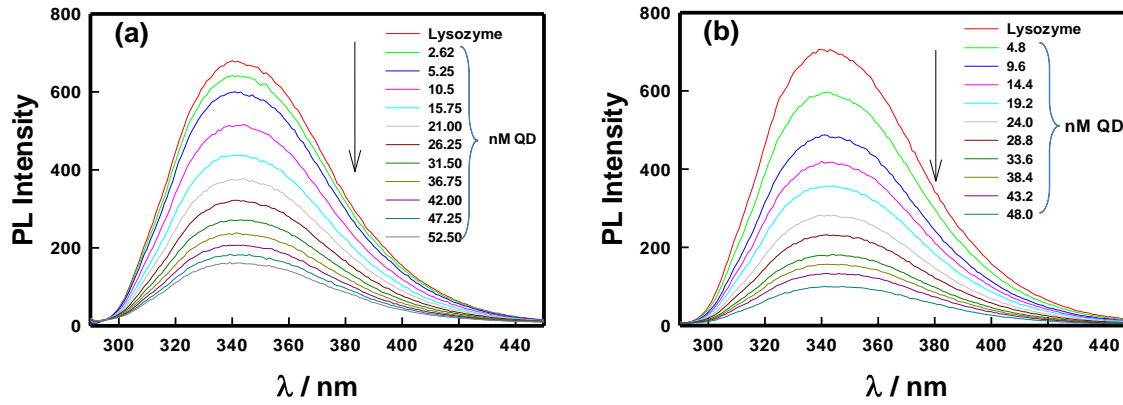 (a)
PL Intensity
800
600
400
200
0
300 320 340 360 380 400 420 440
λ / nm
Lysozyme
2.62
5.25
10.5
15.75
21.00
26.25
31.50
36.75
42.00
47.25
52.50
nM QD
(b)
PL Intensity
800
600
400
200
0
300 320 340 360 380 400 420 440
λ / nm
Lysozyme
4.8
9.6
14.4
19.2
24.0
28.8
33.6
38.4
43.2
48.0
nM QD